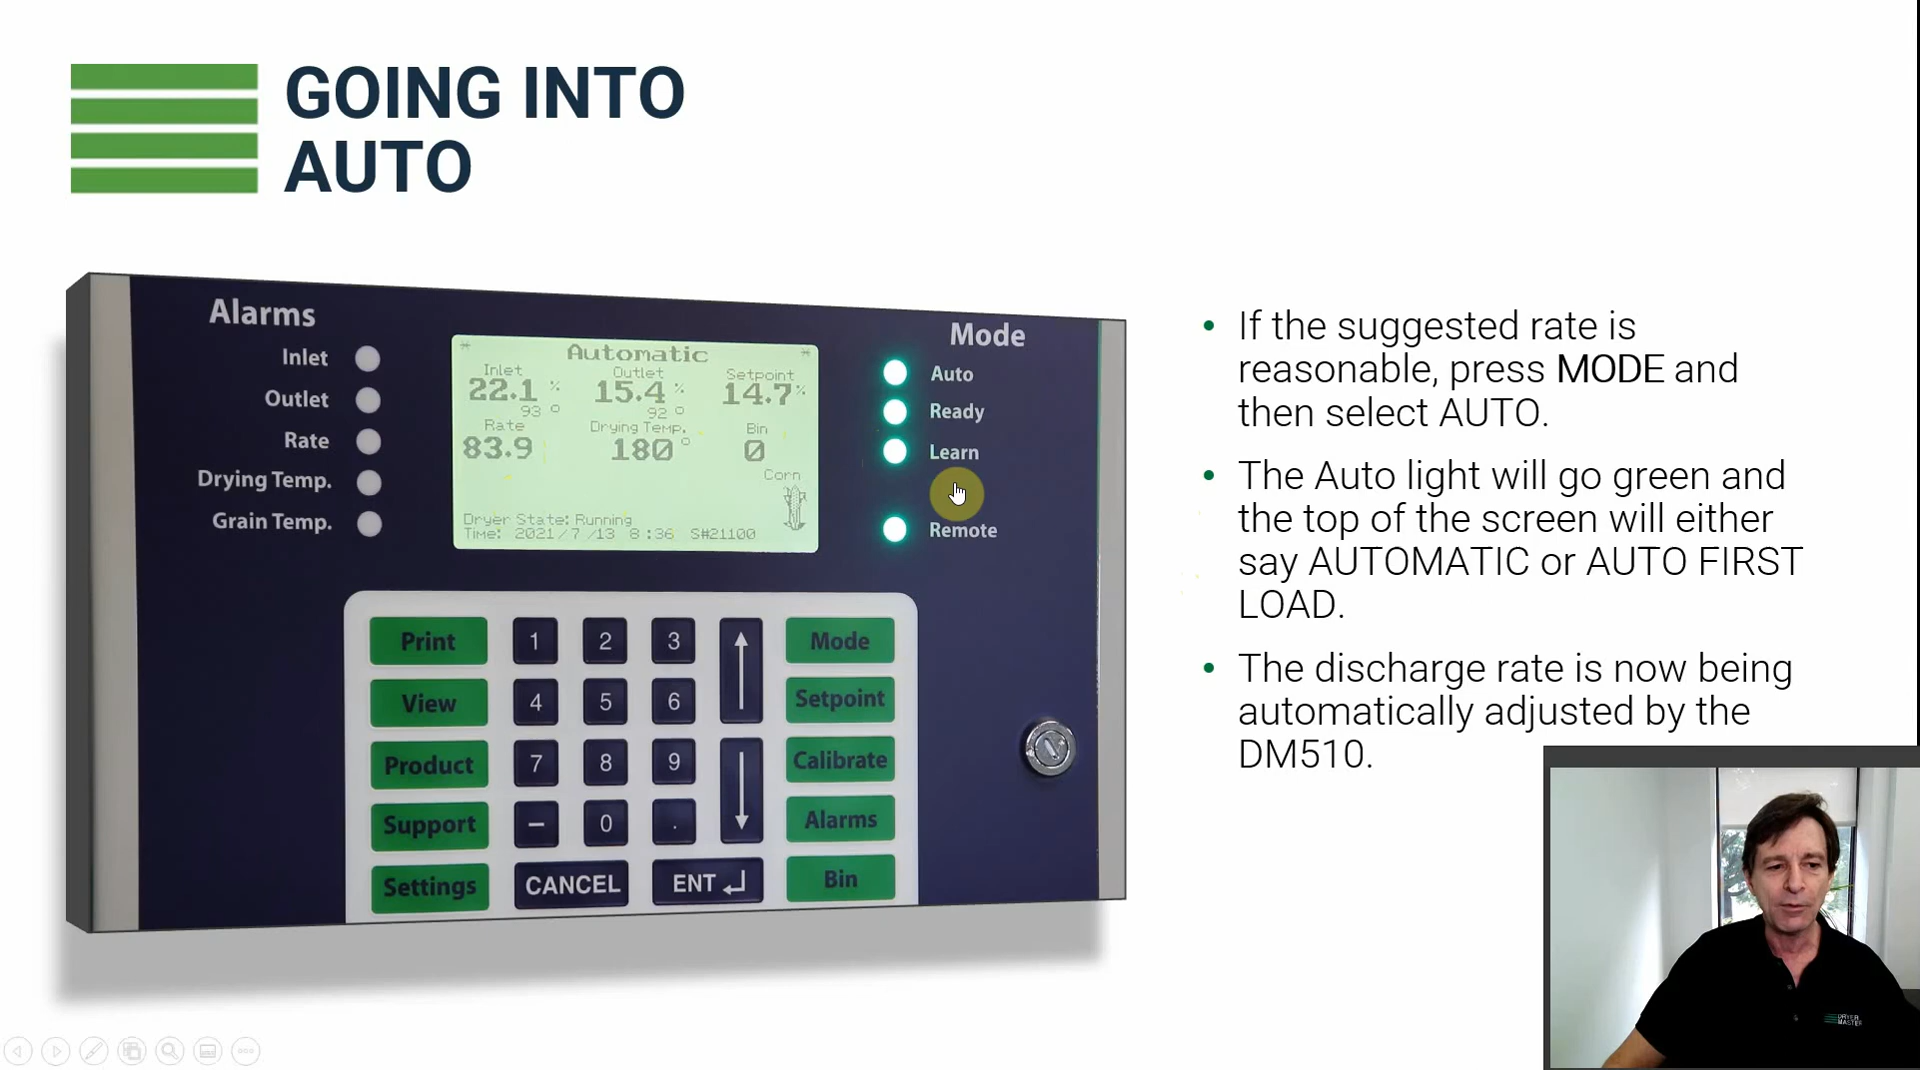 GOING INTO
AUTO
Alarms
Inlet
Outlet
Rate
Drying Temp.
Grain Temp.
Automatic
Inlet Outlet Setpoint
22.1 % 15.4 % 14.7 %
93 ° 92 °
Rate Drying Temp. Bin
83.9 180 ° 0
Corn
Dryer State: Running
Time: 2021/7/13 8:36 S#21100
Mode
Auto
Ready
Learn
Remote
Print 1 2 3 Mode
View 4 5 6 Setpoint
Product 7 8 9 Calibrate
Support – 0 . Alarms
Settings CANCEL ENT Bin
• If the suggested rate is
reasonable, press MODE and
then select AUTO.
• The Auto light will go green and
the top of the screen will either
say AUTOMATIC or AUTO FIRST
LOAD.
• The discharge rate is now being
automatically adjusted by the
DM510.
DRYER
MASTER